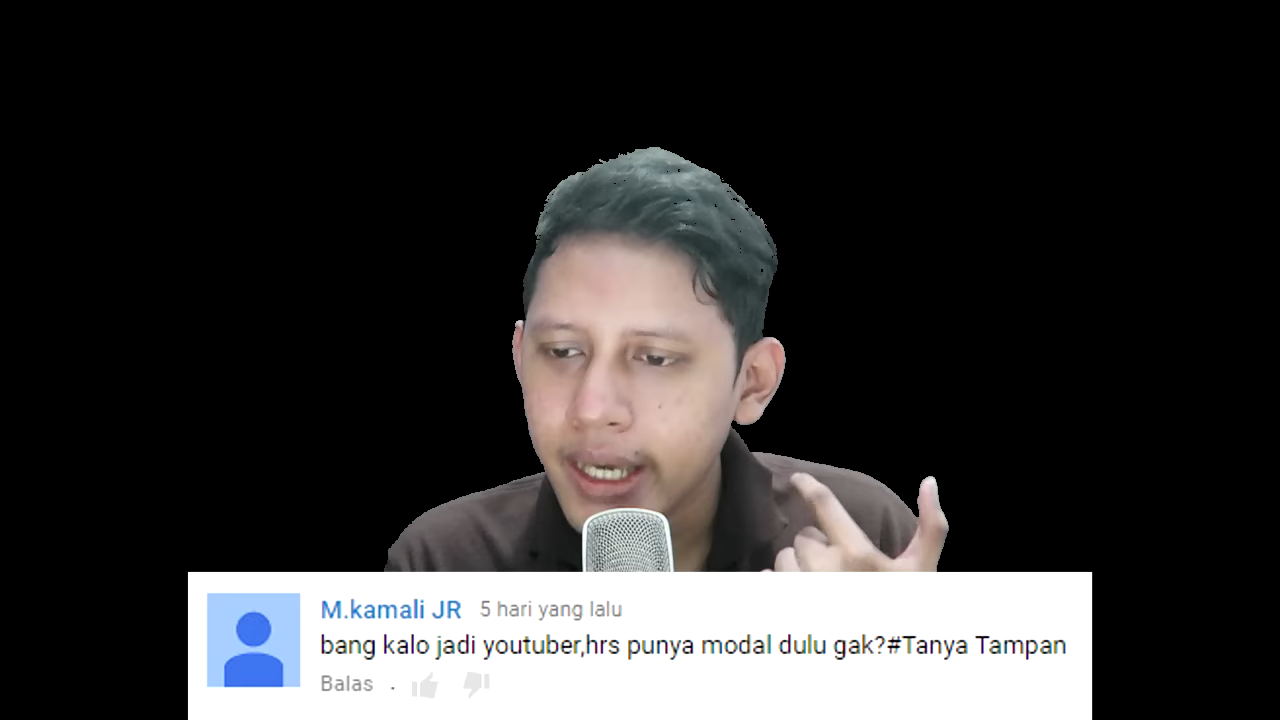 M.kamali JR 5 hari yang lalu
bang kalo jadi youtuber,hrs punya modal dulu gak?#Tanya Tampan
Balas .